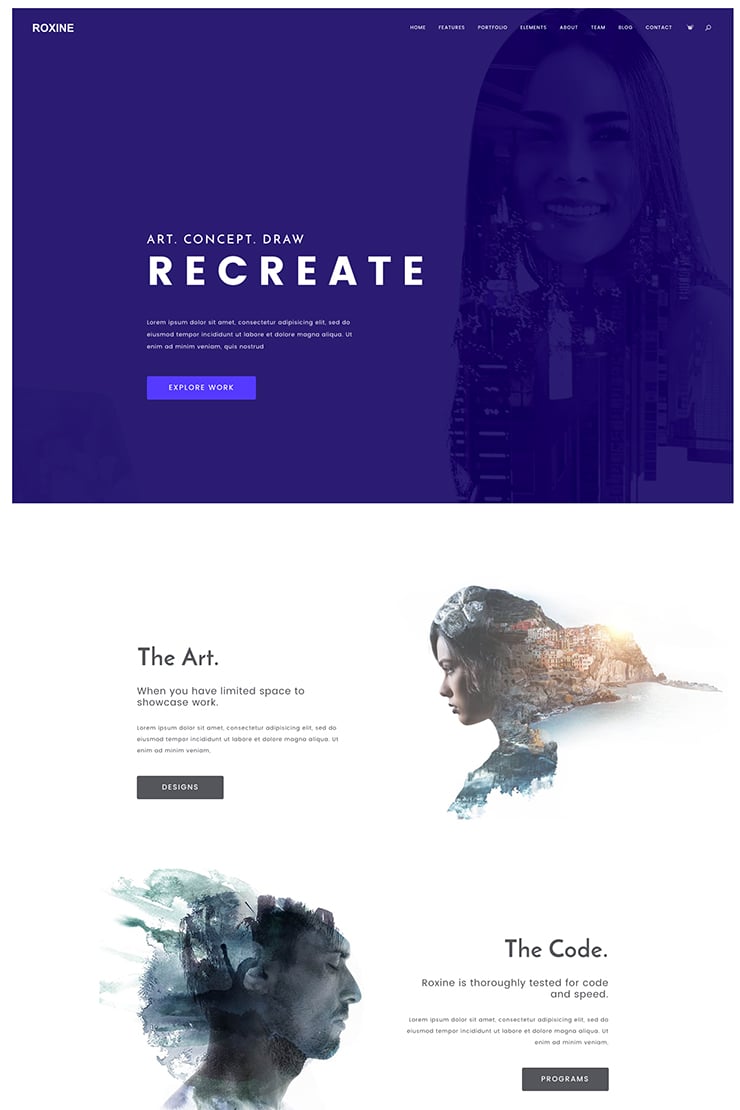 ROXINE
HOME FEATURES PORTFOLIO ELEMENTS ABOUT TEAM BLOG CONTACT
ART. CONCEPT. DRAW
RECREATE
Lorem ipsum dolor sit amet, consectetur adipisicing elit, sed do
eiusmod tempor incididunt ut labore et dolore magna aliqua. Ut
enim ad minim veniam, quis nostrud
EXPLORE WORK
The Art.
When you have limited space to
showcase work.
Lorem ipsum dolor sit amet, consectetur adipisicing elit, sed do
eiusmod tempor incididunt ut labore et dolore magna aliqua. Ut
enim ad minim veniam,
DESIGNS
The Code.
Roxine is thoroughly tested for code
and speed.
Lorem ipsum dolor sit amet, consectetur adipisicing elit, sed do
eiusmod tempor incididunt ut labore et dolore magna aliqua. Ut
enim ad minim veniam,
PROGRAMS